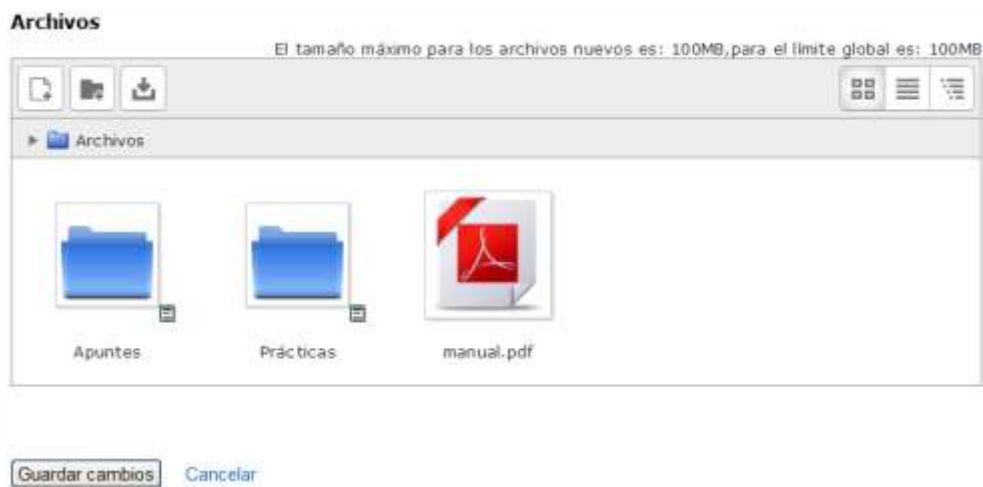 Archivos
El tamaño máximo para los archivos nuevos es: 100MB,para el límite global es: 100MB
Archivos
Apuntes Prácticas manual.pdf
Guardar cambios Cancelar